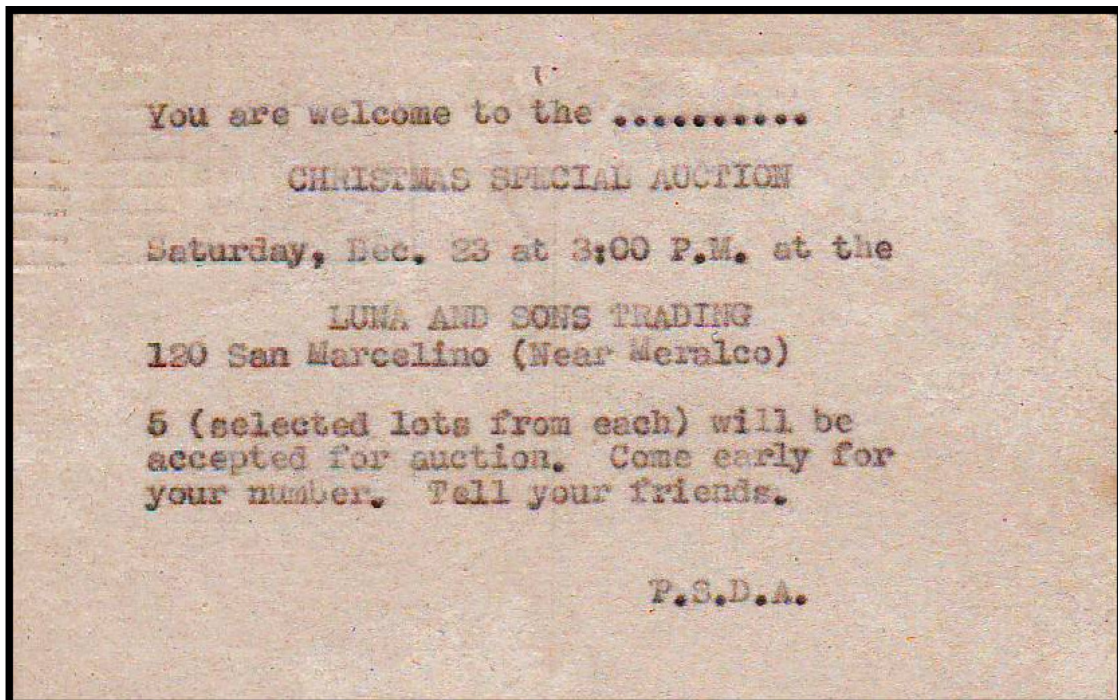 You are welcome to the ..........
CHRISTMAS SPECIAL AUCTION
Saturday, Dec. 23 at 3:00 P.M. at the
LUNA AND SONS TRADING
120 San Marcelino (Near Meralco)
5 (selected lots from each) will be
accepted for auction. Come early for
your number. Tell your friends.
P.S.D.A.